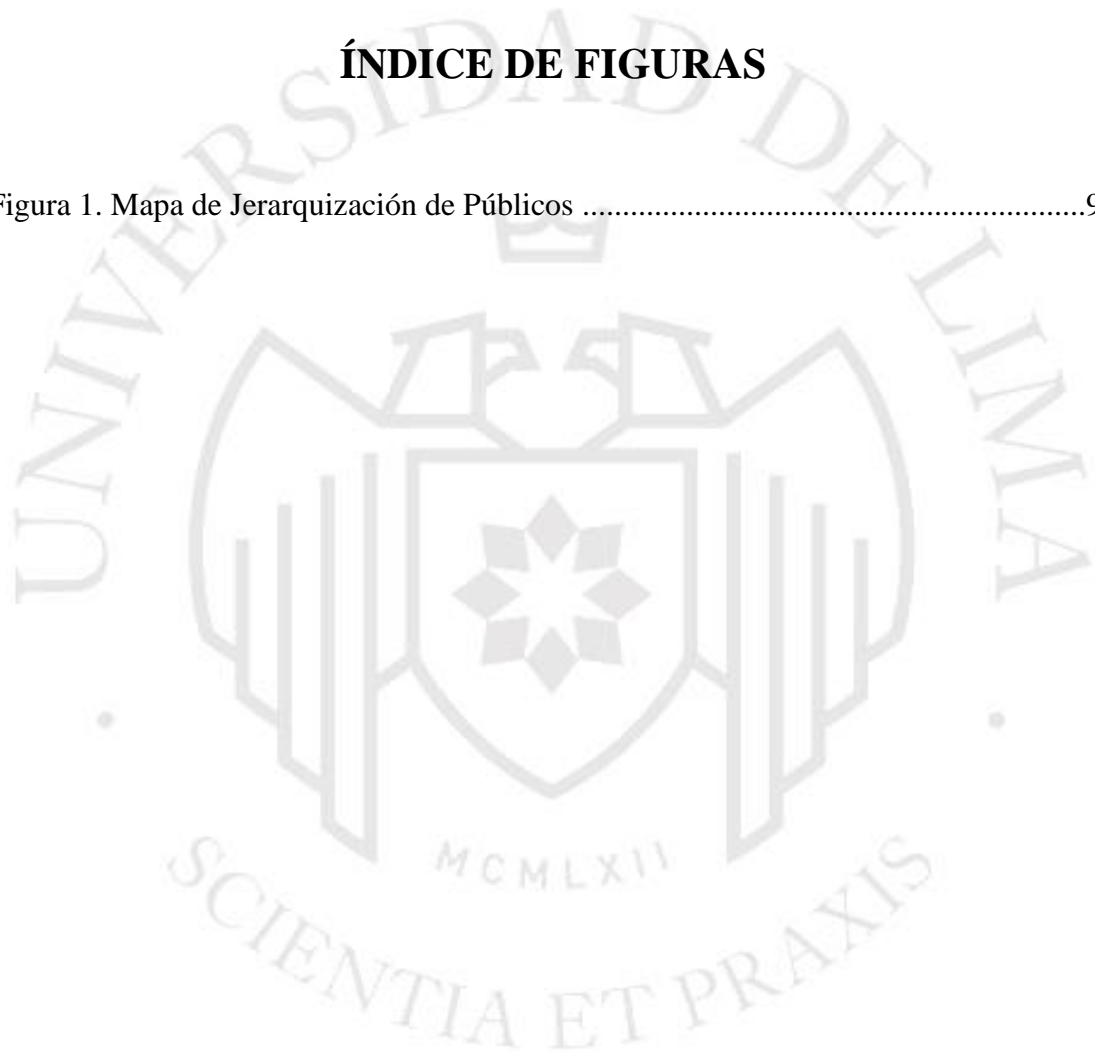 ÍNDICE DE FIGURAS
Figura 1. Mapa de Jerarquización de Públicos ...............................................................9
UNIVERSIDAD DE LIMA
MCMLXII
SCIENTIA ET PRAXIS